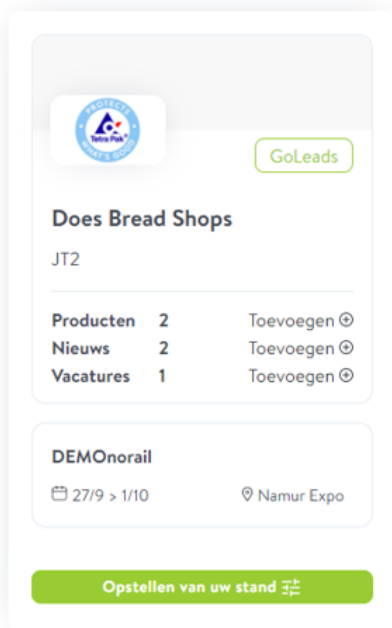 PROTECTS
Tetra Pak
WHAT'S GOOD
GoLeads
Does Bread Shops
JT2
Producten 2 Toevoegen
Nieuws 2 Toevoegen
Vacatures 1 Toevoegen
DEMOnorail
27/9 > 1/10 Namur Expo
Opstellen van uw stand